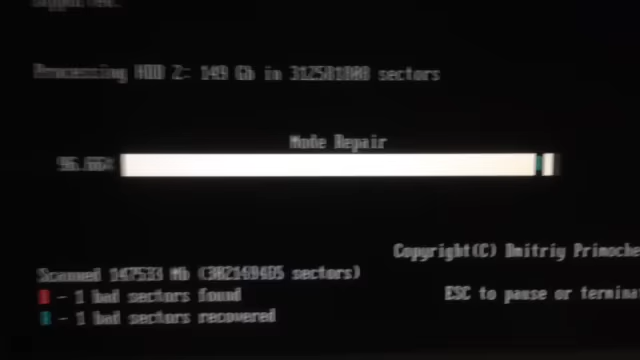 Processing HDD 2: 149 Gb in 312581808 sectors
Mode Repair
96.66%
Copyright(C) Dmitriy Primoche
Scanned 147533 Mb (302149485 sectors)
- 1 bad sectors found
ESC to pause or termina
- 1 bad sectors recovered